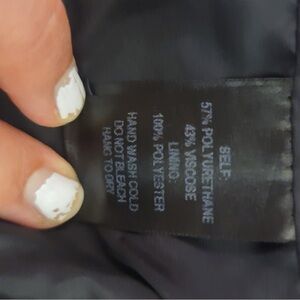 SELF:
57% POLYURETHANE
43% VISCOSE
LINING:
100% POLYESTER
HAND WASH COLD
DO NOT BLEACH
HANG TO DRY